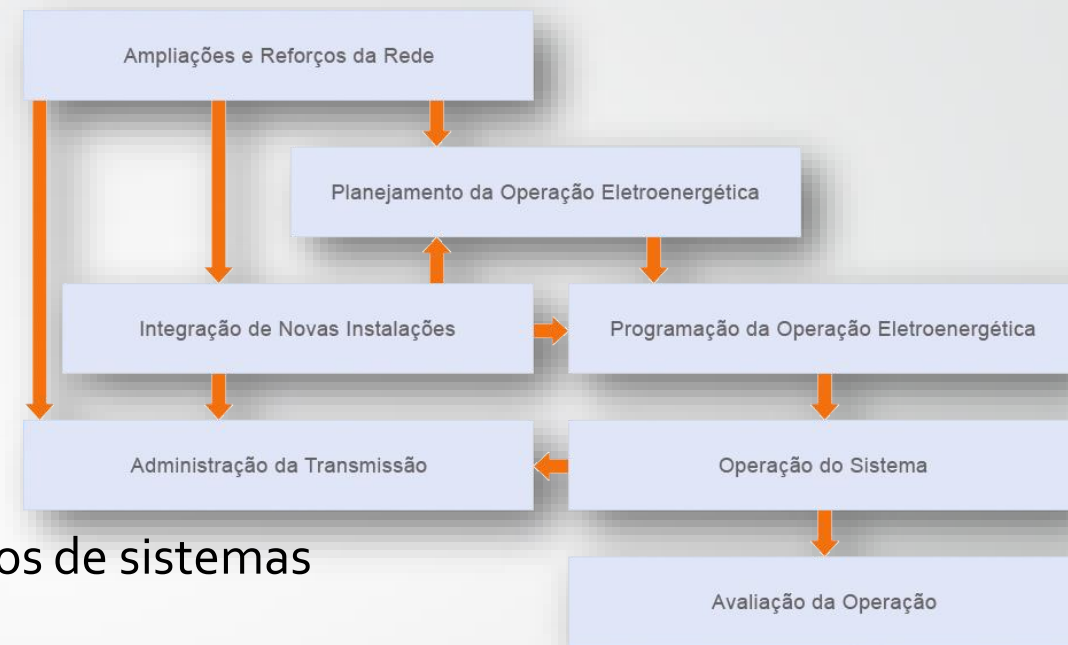 Ampliações e Reforços da Rede
Planejamento da Operação Eletroenergética
Integração de Novas Instalações
Programação da Operação Eletroenergética
Administração da Transmissão
Operação do Sistema
os de sistemas
Avaliação da Operação